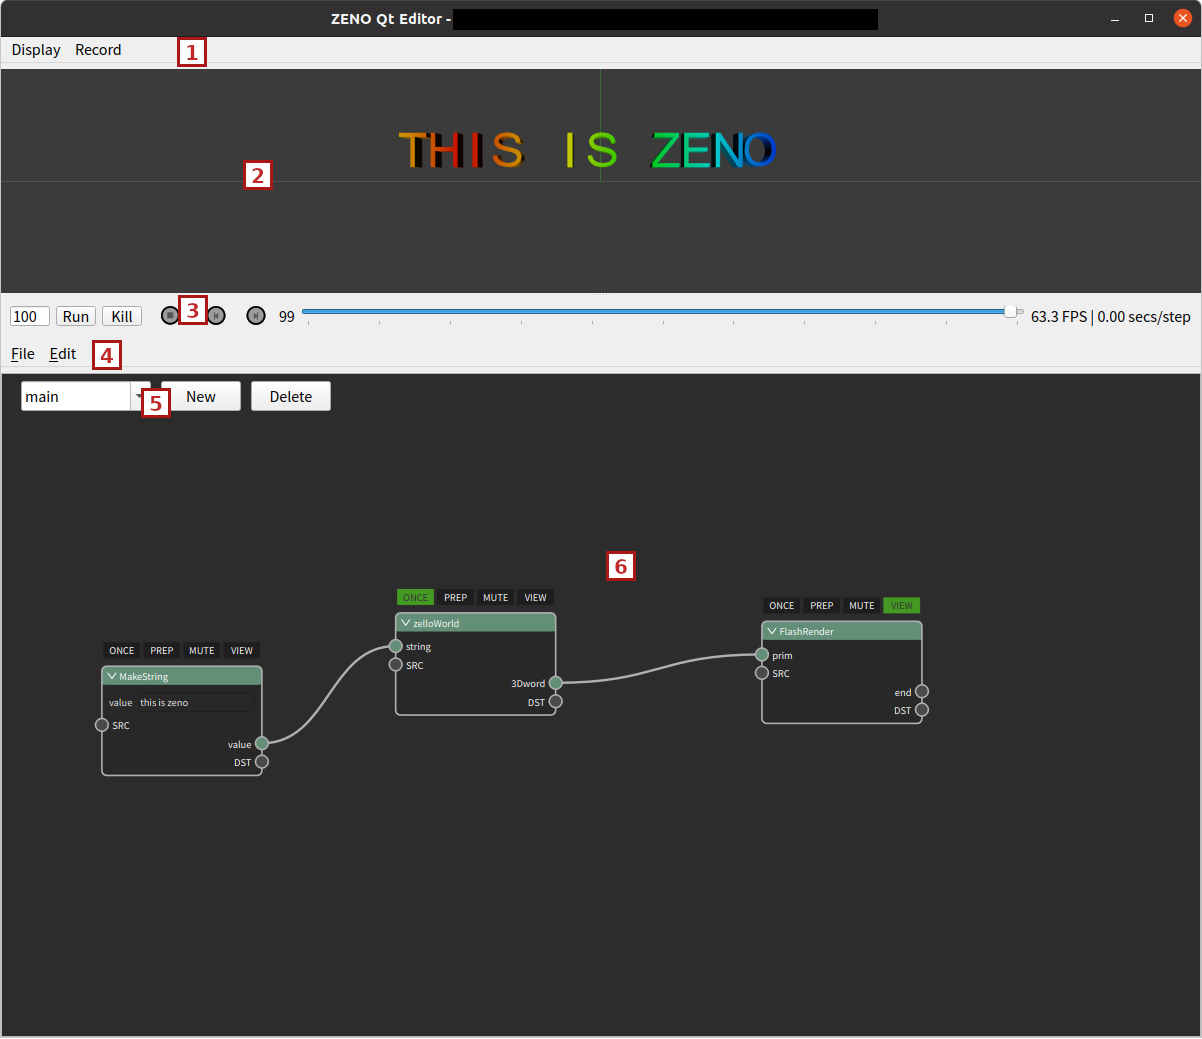 ZENO Qt Editor -
Display Record 1
THIS IS ZENO
2
100 Run Kill 3 99 63.3 FPS | 0.00 secs/step
File Edit 4
main 5 New Delete
6
ONCE PREP MUTE VIEW
zelloWorld
string
SRC
3Dword
DST
ONCE PREP MUTE VIEW
FlashRender
prim
SRC
end
DST
ONCE PREP MUTE VIEW
MakeString
value this is zeno
SRC
value
DST